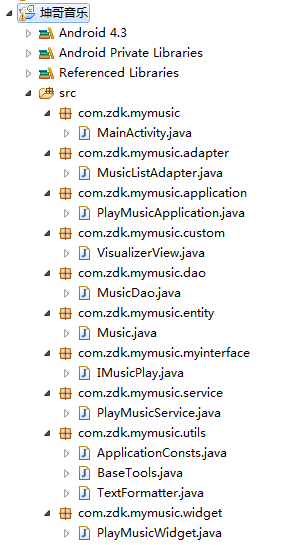 坤哥音乐
Android 4.3
Android Private Libraries
Referenced Libraries
src
com.zdk.mymusic
MainActivity.java
com.zdk.mymusic.adapter
MusicListAdapter.java
com.zdk.mymusic.application
PlayMusicApplication.java
com.zdk.mymusic.custom
VisualizerView.java
com.zdk.mymusic.dao
MusicDao.java
com.zdk.mymusic.entity
Music.java
com.zdk.mymusic.myinterface
IMusicPlay.java
com.zdk.mymusic.service
PlayMusicService.java
com.zdk.mymusic.utils
ApplicationConsts.java
BaseTools.java
TextFormatter.java
com.zdk.mymusic.widget
PlayMusicWidget.java